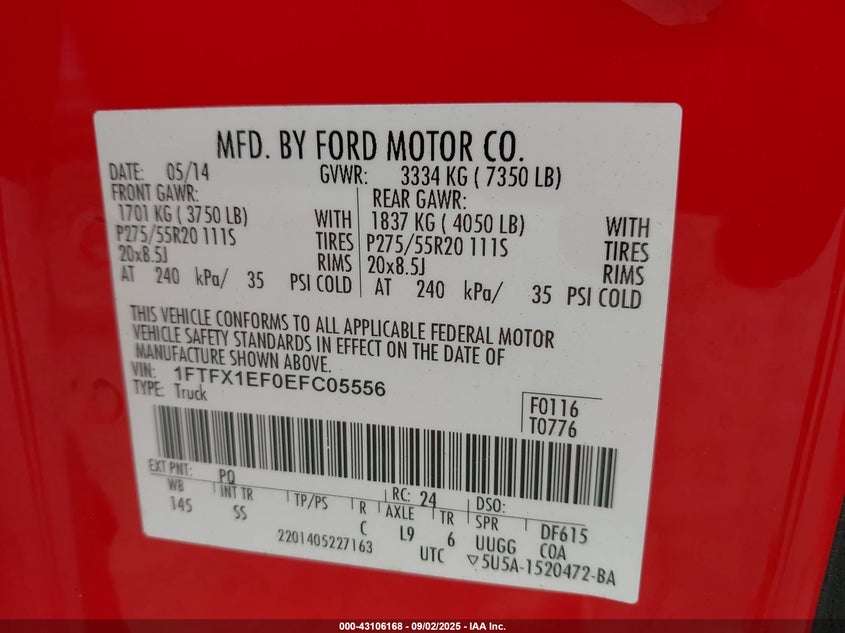 MFD. BY FORD MOTOR CO.
DATE: 05/14 GVWR: 3334 KG ( 7350 LB)
FRONT GAWR: REAR GAWR:
1701 KG ( 3750 LB) WITH 1837 KG ( 4050 LB) WITH
P275/55R20 111S TIRES P275/55R20 111S TIRES
20x8.5J RIMS 20x8.5J RIMS
AT 240 kPa/ 35 PSI COLD AT 240 kPa/ 35 PSI COLD
THIS VEHICLE CONFORMS TO ALL APPLICABLE FEDERAL MOTOR
VEHICLE SAFETY STANDARDS IN EFFECT ON THE DATE OF
MANUFACTURE SHOWN ABOVE.
VIN: 1FTFX1EF0EFC05556
TYPE: Truck
F0116
T0776
EXT PNT: PQ RC: 24 DSO:
WB INT TR TP/PS R AXLE TR SPR DF615
145 SS C L9 6 UUGG COA
2201405227163 UTC ▽5U5A-1520472-BA
000-43106168 - 09/02/2025 - IAA Inc.